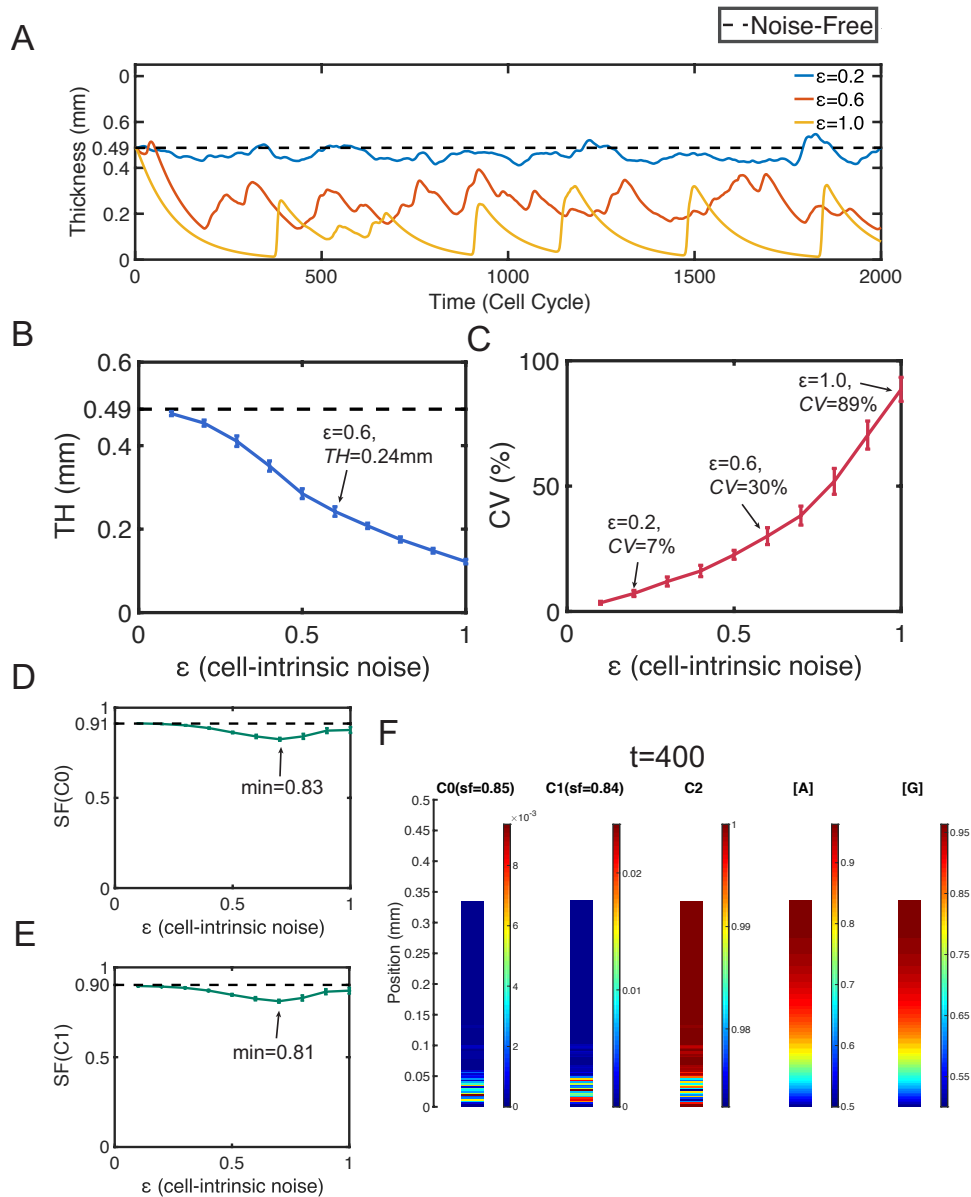 A
Noise-Free
0
0.6
0.49
0.4
0.2
0
Thickness (mm)
ε=0.2
ε=0.6
ε=1.0
0
500
1000
1500
2000
Time (Cell Cycle)
B
0.6
0.49
0.4
0.2
0
TH (mm)
ε=0.6,
TH=0.24mm
0
0.5
1
ε (cell-intrinsic noise)
C
100
50
0
CV (%)
ε=1.0,
CV=89%
ε=0.6,
CV=30%
ε=0.2,
CV=7%
0
0.5
1
ε (cell-intrinsic noise)
D
1
0.91
0.5
0
SF(C0)
min=0.83
0
0.5
1
ε (cell-intrinsic noise)
E
1
0.90
0.5
0
SF(C1)
min=0.81
0
0.5
1
ε (cell-intrinsic noise)
F
t=400
C0(sf=0.85)
C1(sf=0.84)
C2
[A]
[G]
0.5
0.45
0.4
0.35
0.3
0.25
0.2
0.15
0.1
0.05
0
Position (mm)
×10⁻³
8
6
4
2
0
0.02
0.01
0
1
0.99
0.98
0.9
0.8
0.7
0.6
0.5
0.95
0.85
0.75
0.65
0.55